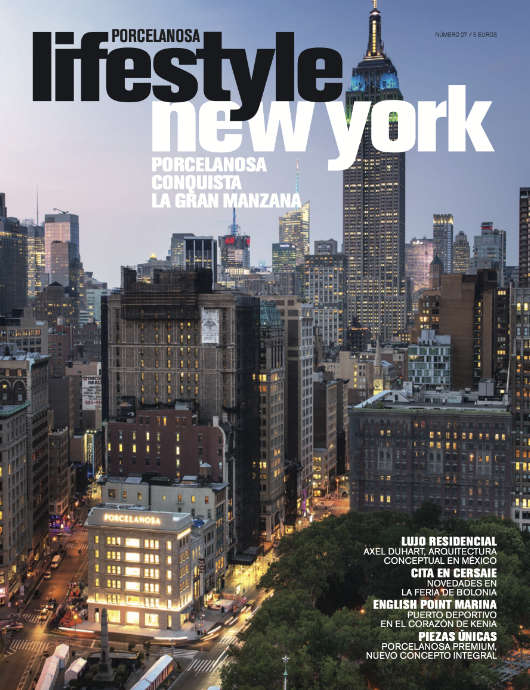 PORCELANOSA
NÚMERO 07 / 5 EUROS
lifestyle
new york
PORCELANOSA
CONQUISTA
LA GRAN MANZANA
PORCELANOSA
LUJO RESIDENCIAL
AXEL DUHART, ARQUITECTURA
CONCEPTUAL EN MÉXICO
CITA EN CERSAIE
NOVEDADES EN
LA FERIA DE BOLONIA
ENGLISH POINT MARINA
PUERTO DEPORTIVO
EN EL CORAZÓN DE KENIA
PIEZAS ÚNICAS
PORCELANOSA PREMIUM,
NUEVO CONCEPTO INTEGRAL